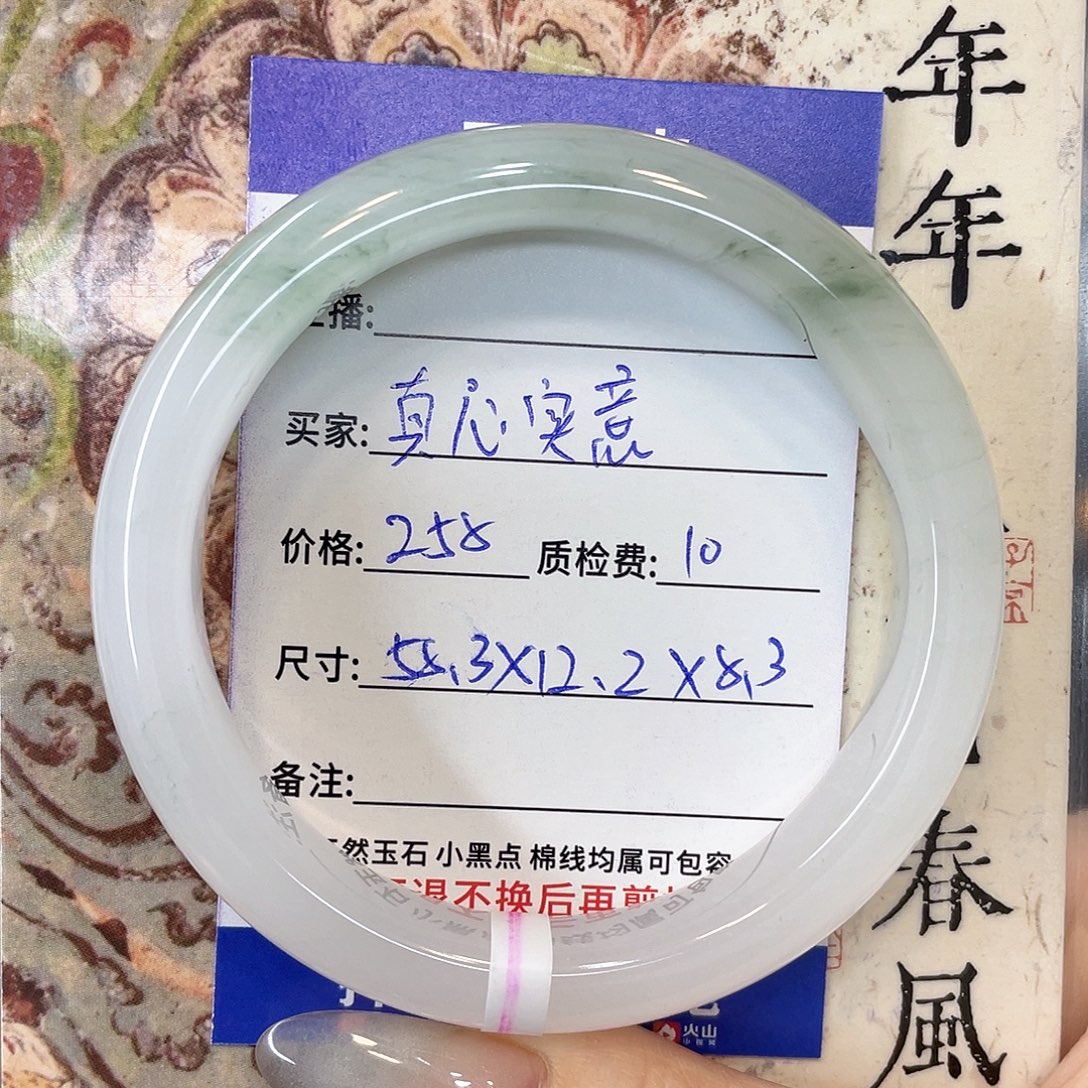 播:
买家: 真心实意
价格: 258 质检费: 10
尺寸: 58.3X12.2X8.3
备注:
然玉石 小黑点 棉线均属可包容
退不换后再剪
火山
年
年
春
風